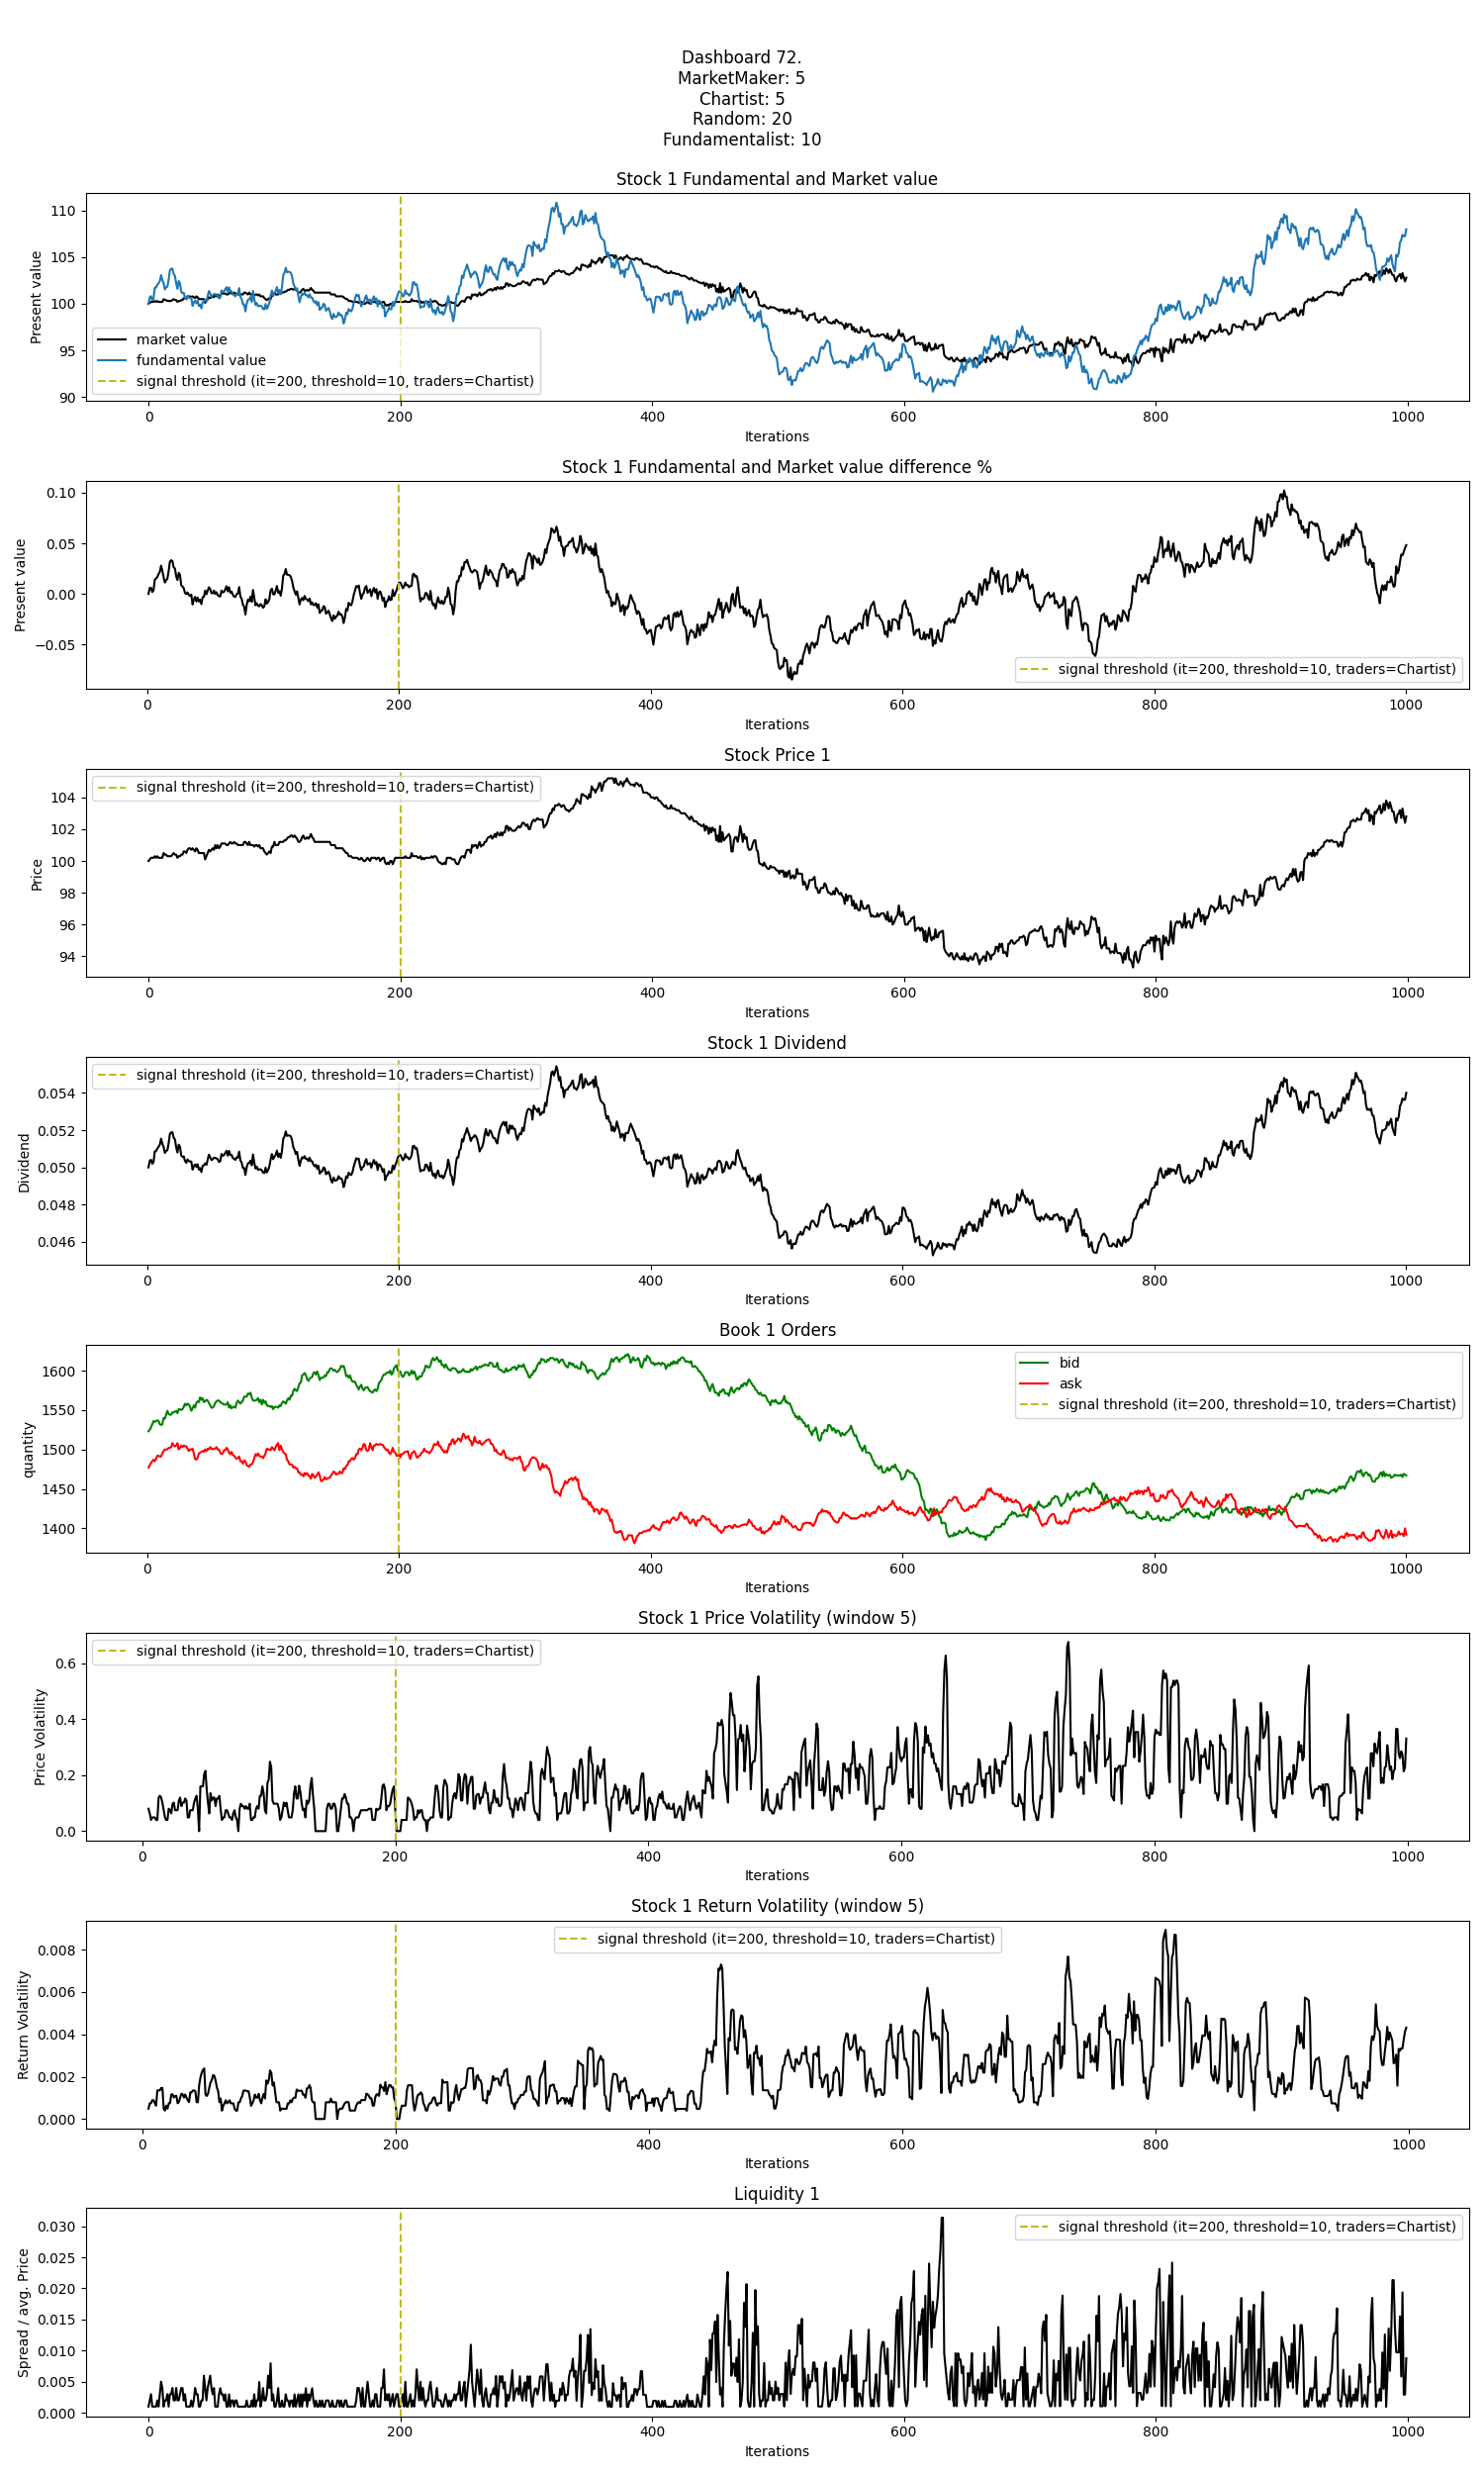 Dashboard 72.
MarketMaker: 5
Chartist: 5
Random: 20
Fundamentalist: 10
Stock 1 Fundamental and Market value
Present value
110
105
100
95
90
market value
fundamental value
signal threshold (it=200, threshold=10, traders=Chartist)
0 200 400 600 800 1000
Iterations
Stock 1 Fundamental and Market value difference %
Present value
0.10
0.05
0.00
−0.05
signal threshold (it=200, threshold=10, traders=Chartist)
0 200 400 600 800 1000
Iterations
Stock Price 1
Price
104
102
100
98
96
94
signal threshold (it=200, threshold=10, traders=Chartist)
0 200 400 600 800 1000
Iterations
Stock 1 Dividend
Dividend
0.054
0.052
0.050
0.048
0.046
signal threshold (it=200, threshold=10, traders=Chartist)
0 200 400 600 800 1000
Iterations
Book 1 Orders
quantity
1600
1550
1500
1450
1400
bid
ask
signal threshold (it=200, threshold=10, traders=Chartist)
0 200 400 600 800 1000
Iterations
Stock 1 Price Volatility (window 5)
Price Volatility
0.6
0.4
0.2
0.0
signal threshold (it=200, threshold=10, traders=Chartist)
0 200 400 600 800 1000
Iterations
Stock 1 Return Volatility (window 5)
Return Volatility
0.008
0.006
0.004
0.002
0.000
signal threshold (it=200, threshold=10, traders=Chartist)
0 200 400 600 800 1000
Iterations
Liquidity 1
Spread / avg. Price
0.030
0.025
0.020
0.015
0.010
0.005
0.000
signal threshold (it=200, threshold=10, traders=Chartist)
0 200 400 600 800 1000
Iterations